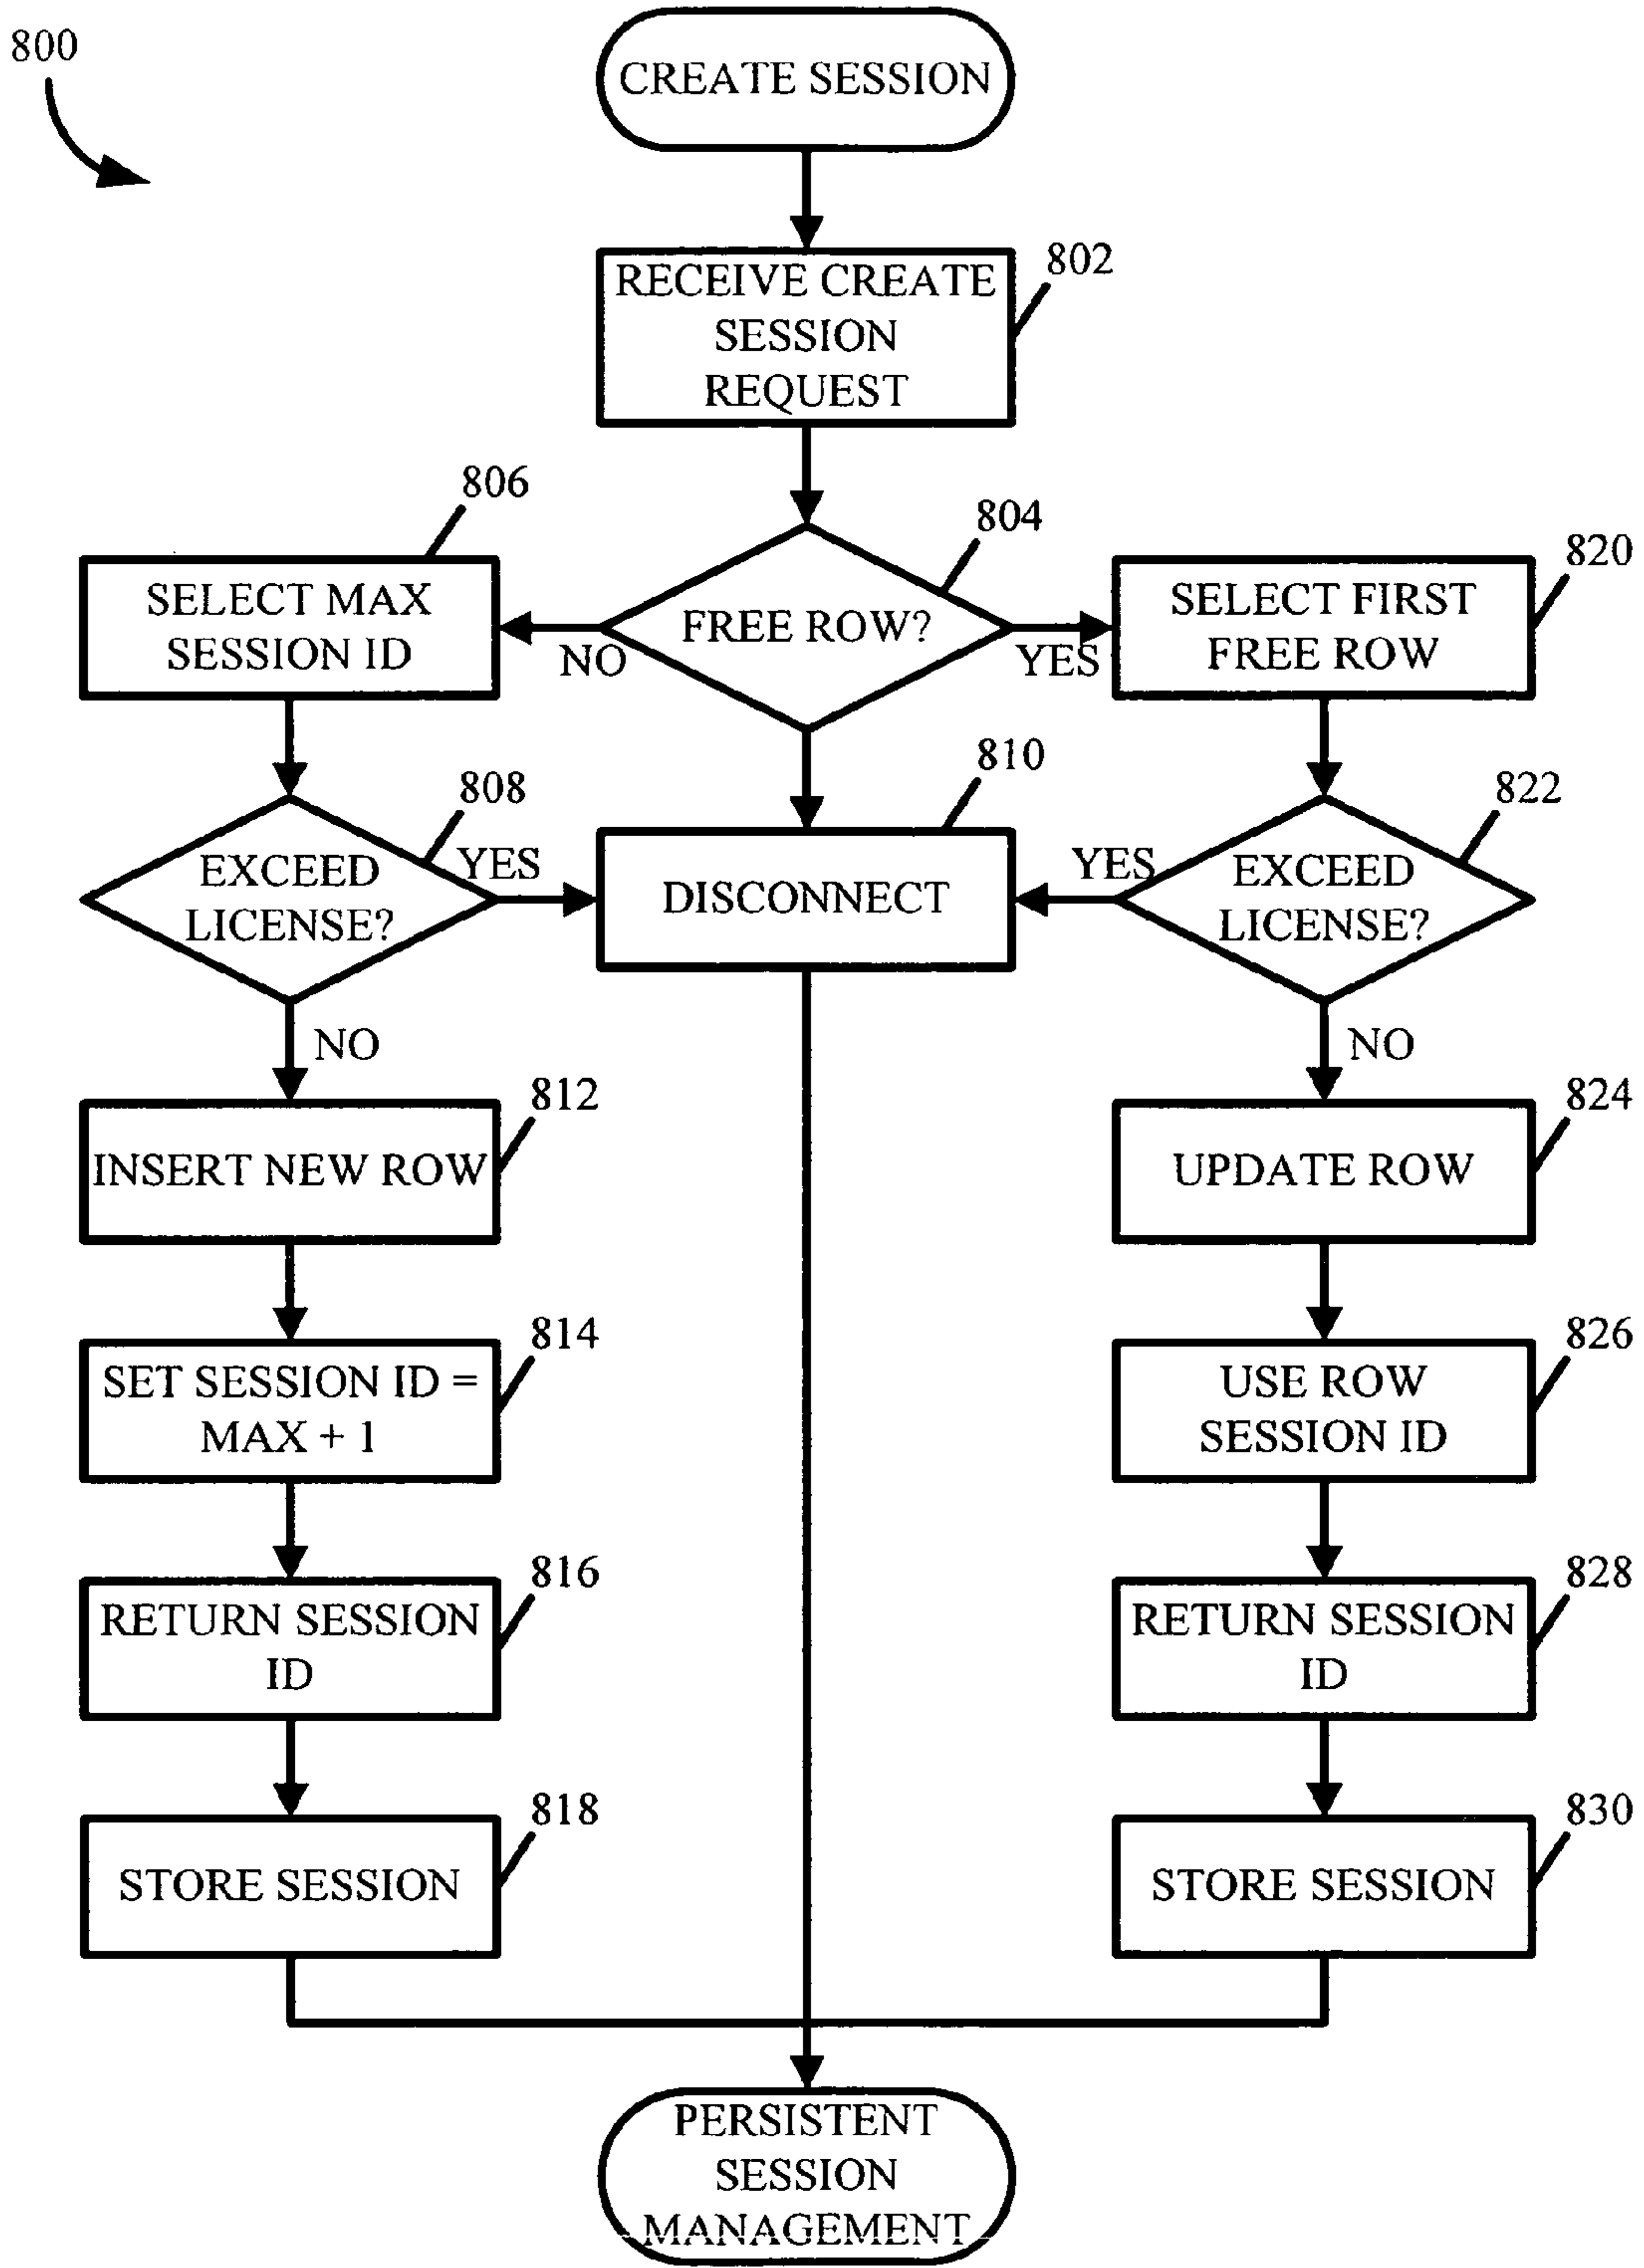 800
CREATE SESSION
802
RECEIVE CREATE
SESSION
REQUEST
806
804
820
SELECT MAX
SESSION ID
FREE ROW?
SELECT FIRST
FREE ROW
NO
YES
808
810
822
EXCEED
LICENSE?
YES
DISCONNECT
YES
EXCEED
LICENSE?
NO
NO
812
824
INSERT NEW ROW
UPDATE ROW
814
826
SET SESSION ID =
MAX + 1
USE ROW
SESSION ID
816
828
RETURN SESSION
ID
RETURN SESSION
ID
818
830
STORE SESSION
STORE SESSION
PERSISTENT
SESSION
MANAGEMENT